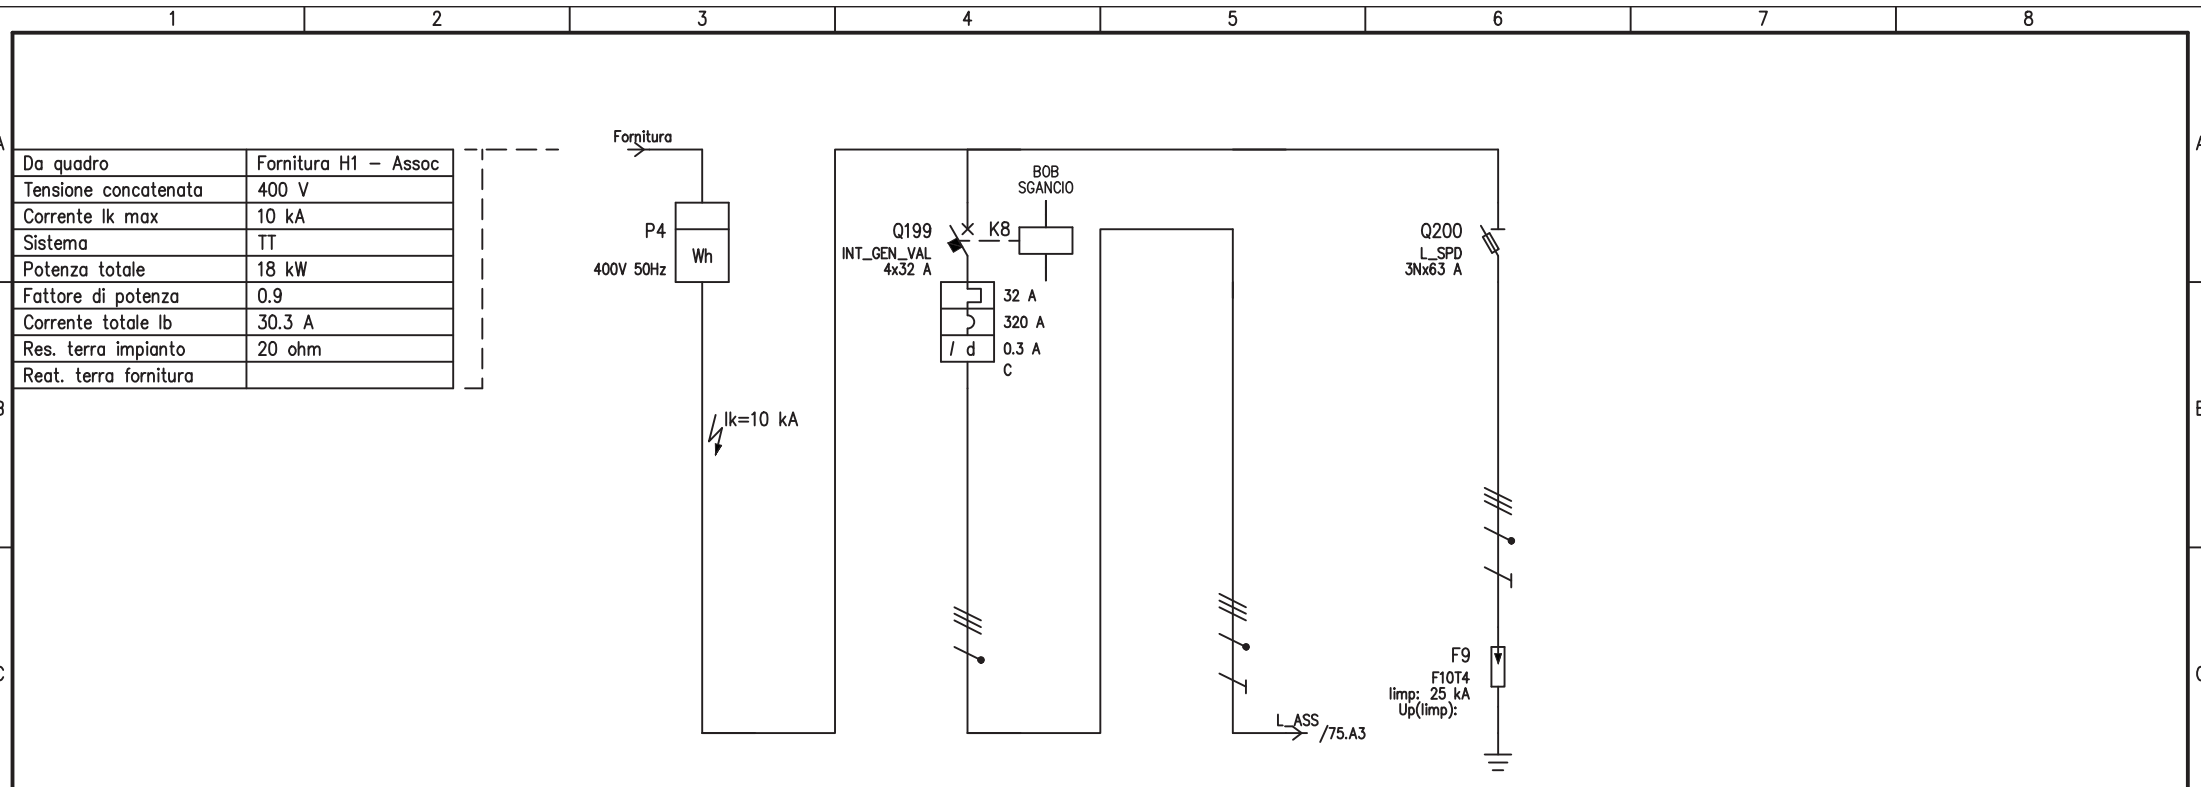 1 2 3 4 5 6 7 8
A A
Fornitura
Da quadro Fornitura H1 - Assoc
Tensione concatenata 400 V
Corrente Ik max 10 kA
Sistema TT
Potenza totale 18 kW
Fattore di potenza 0.9
Corrente totale Ib 30.3 A
Res. terra impianto 20 ohm
Reat. terra fornitura
P4
400V 50Hz
Wh
Ik=10 kA
BOB
SGANCIO
K8
Q199
INT_GEN_VAL
4x32 A
32 A
320 A
I d 0.3 A
C
Q200
L_SPD
3Nx63 A
B B
C C
L_ASS
/75.A3
F9
F10T4
Iimp: 25 kA
Up(Iimp):